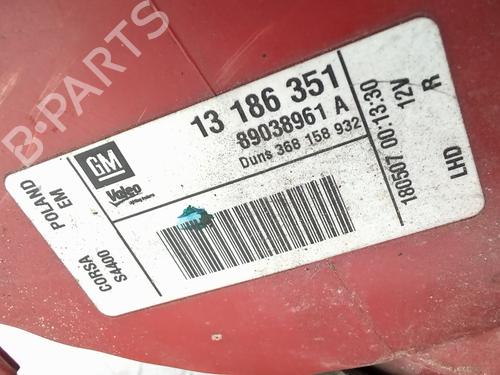 B-PARTS
13 186 351
89038961 A
Duns 368 158 932
GM
Valeo
POLAND
EM
CORSA
S4400
180507 00:13:30
12V
R
LHD